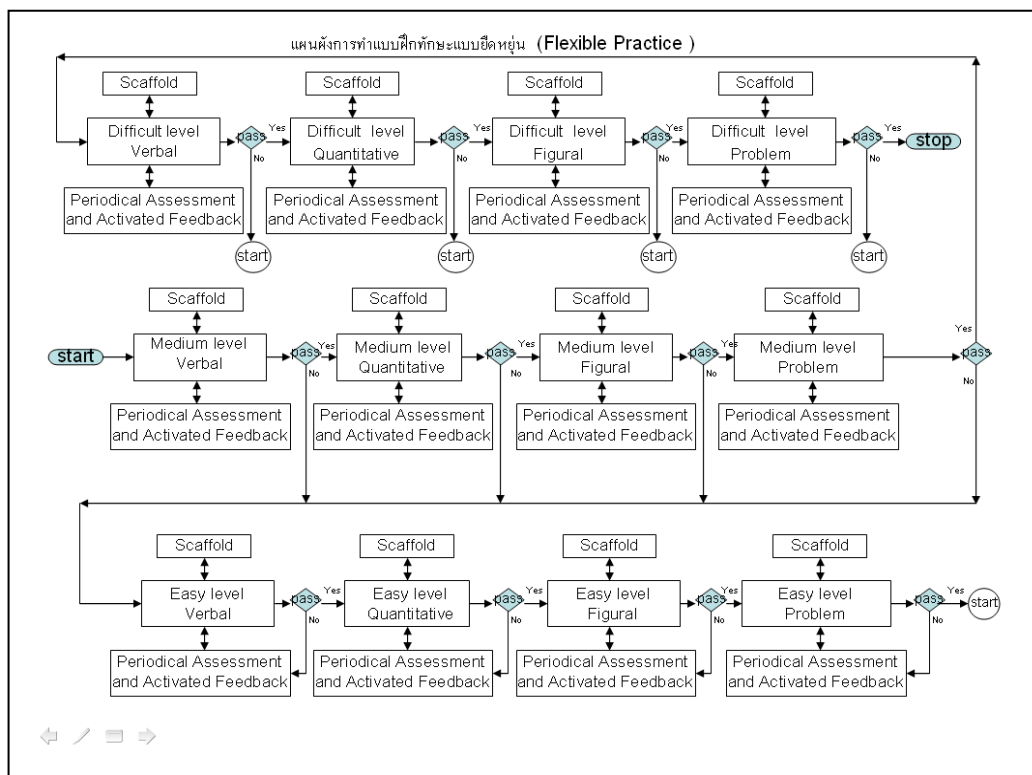 แผนผังการทำแบบฝึกทักษะแบบยืดหยุ่น (Flexible Practice )
Scaffold
Scaffold
Scaffold
Scaffold
Difficult level
Verbal
pass
Yes
No
Difficult level
Quantitative
pass
Yes
No
Difficult level
Figural
pass
Yes
No
Difficult level
Problem
pass
Yes
No
stop
Periodical Assessment
and Activated Feedback
Periodical Assessment
and Activated Feedback
Periodical Assessment
and Activated Feedback
Periodical Assessment
and Activated Feedback
start
start
start
start
Scaffold
Scaffold
Scaffold
Scaffold
start
Medium level
Verbal
pass
Yes
No
Medium level
Quantitative
pass
Yes
No
Medium level
Figural
pass
Yes
No
Medium level
Problem
Yes
pass
No
Periodical Assessment
and Activated Feedback
Periodical Assessment
and Activated Feedback
Periodical Assessment
and Activated Feedback
Periodical Assessment
and Activated Feedback
Scaffold
Scaffold
Scaffold
Scaffold
Easy level
Verbal
pass
Yes
No
Easy level
Quantitative
pass
Yes
No
Easy level
Figural
pass
Yes
No
Easy level
Problem
pass
Yes
No
start
Periodical Assessment
and Activated Feedback
Periodical Assessment
and Activated Feedback
Periodical Assessment
and Activated Feedback
Periodical Assessment
and Activated Feedback